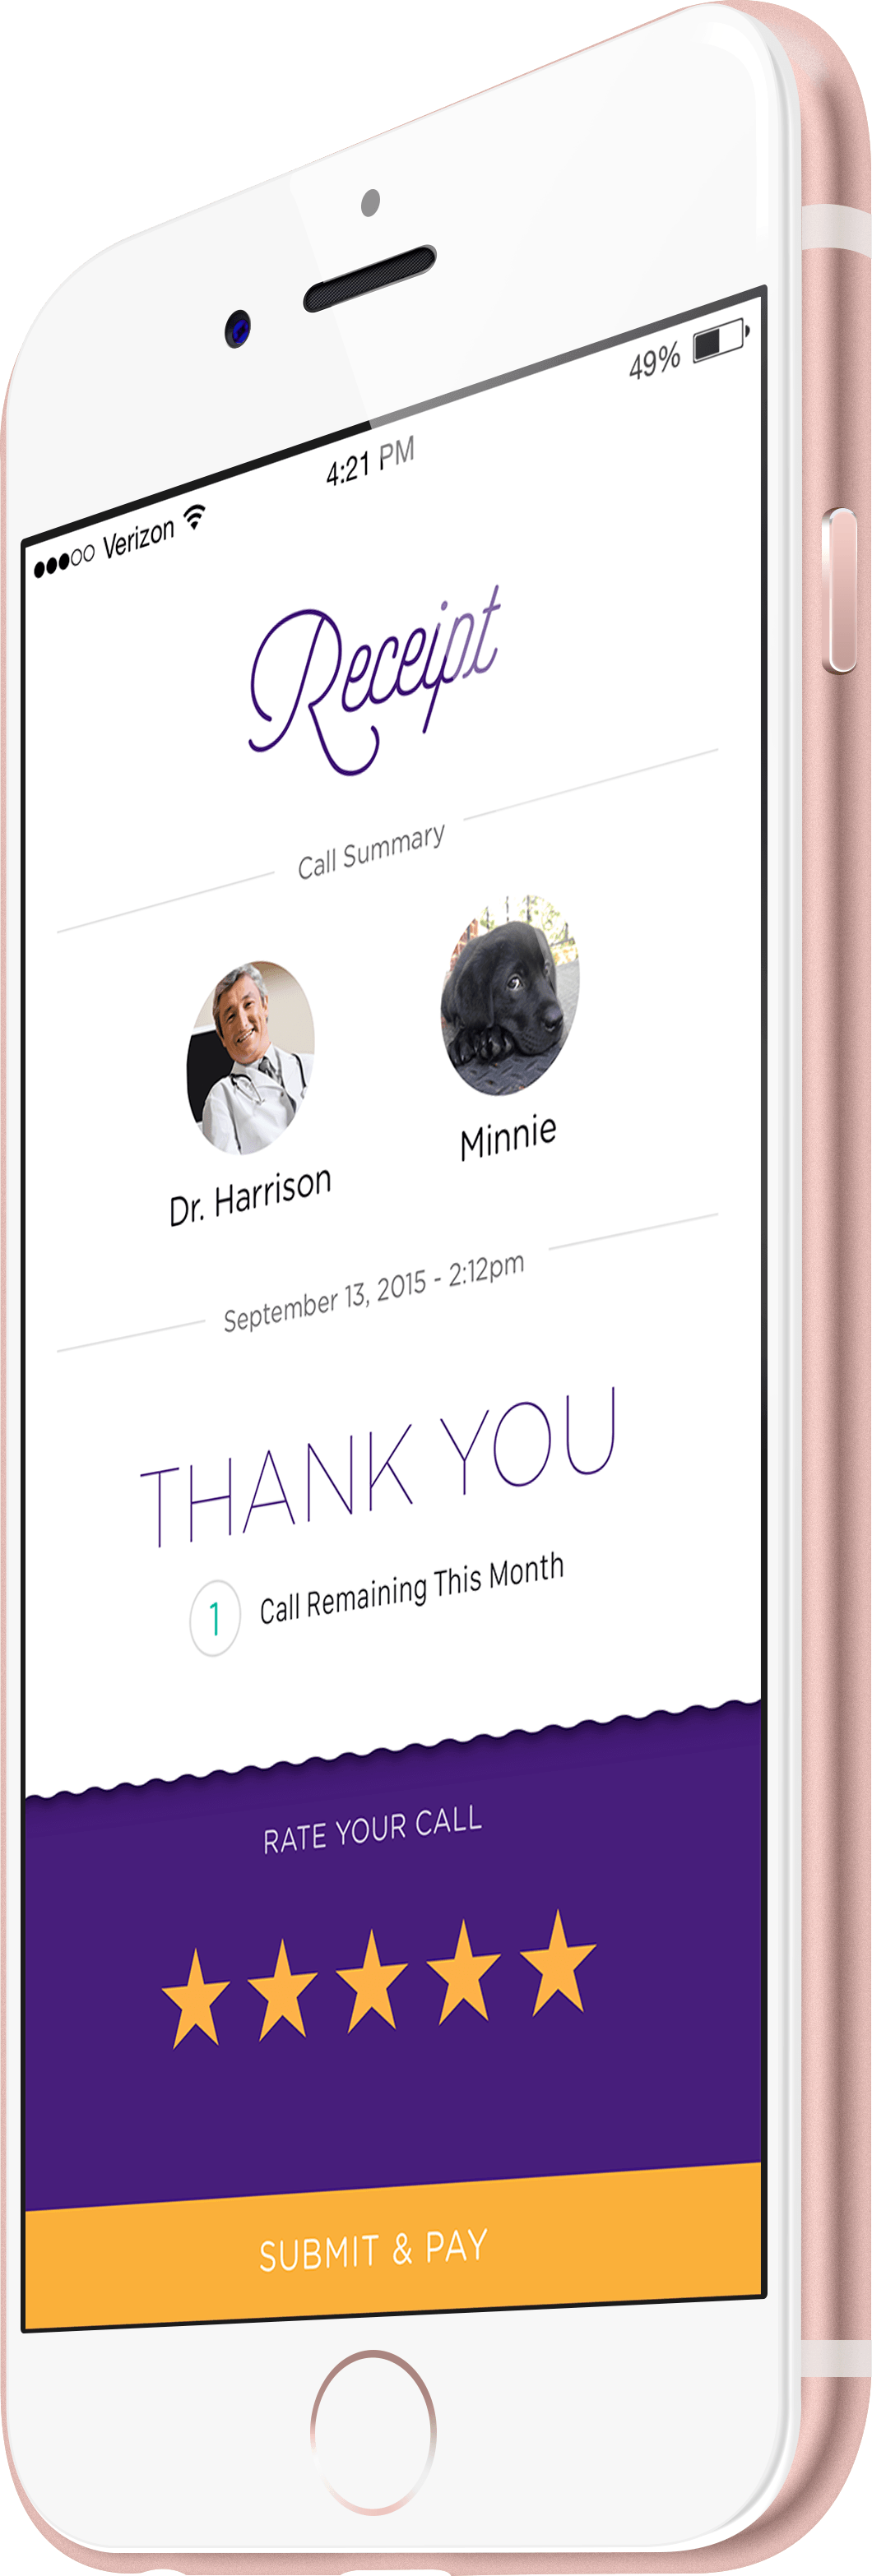 Verizon 4:21 PM 49%
Receipt
Call Summary
Dr. Harrison Minnie
September 13, 2015 - 2:12pm
THANK YOU
1 Call Remaining This Month
RATE YOUR CALL
SUBMIT & PAY